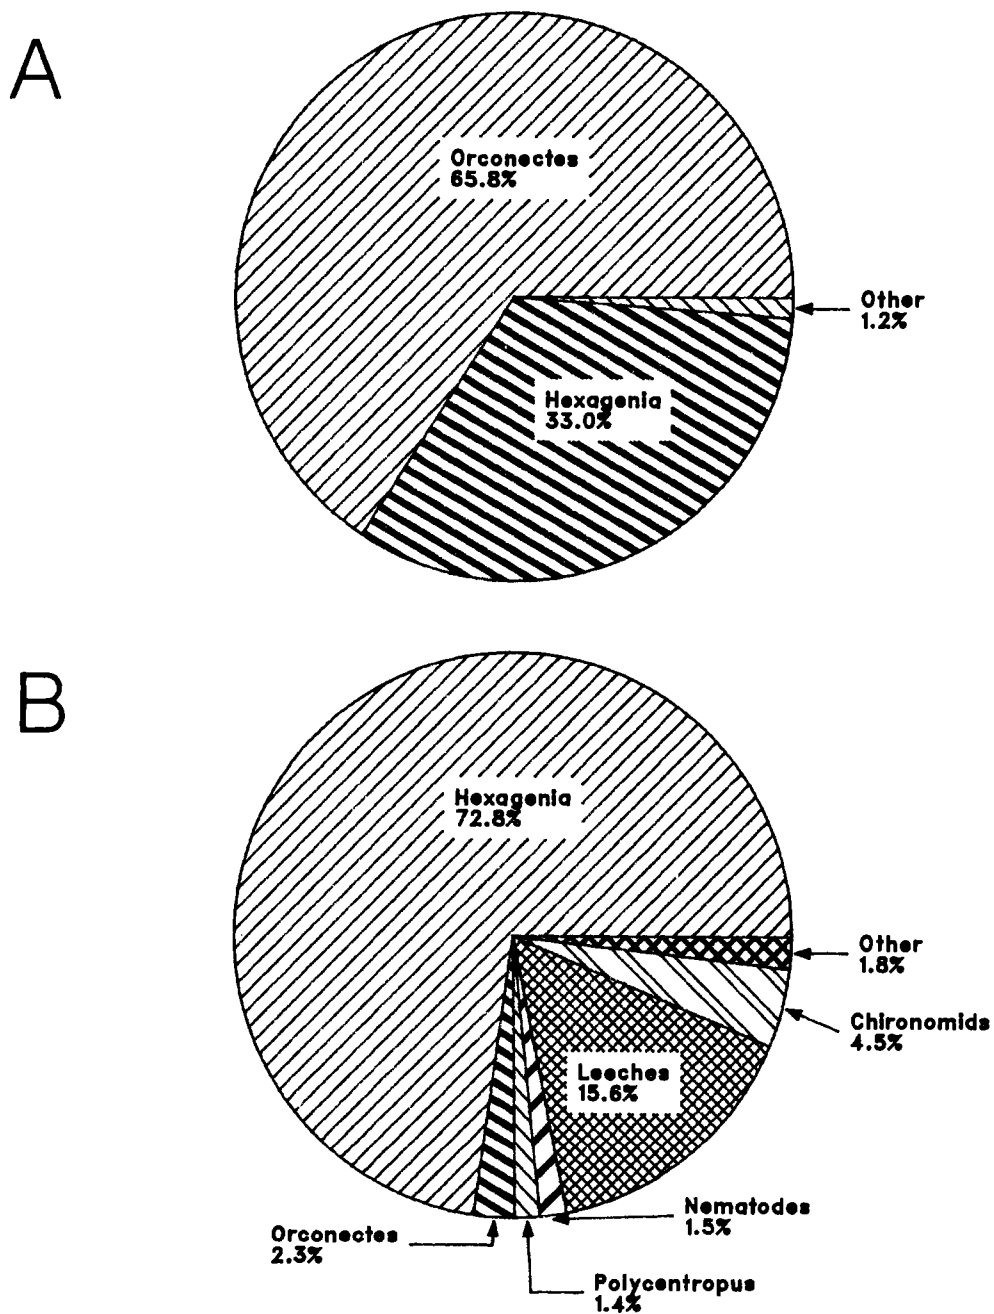 A
Orconectes
65.8%
Other
1.2%
Hexagenia
33.0%
B
Hexagenia
72.8%
Other
1.8%
Chironomids
4.5%
Leeches
15.6%
Nematodes
1.5%
Orconectes
2.3%
Polycentropus
1.4%